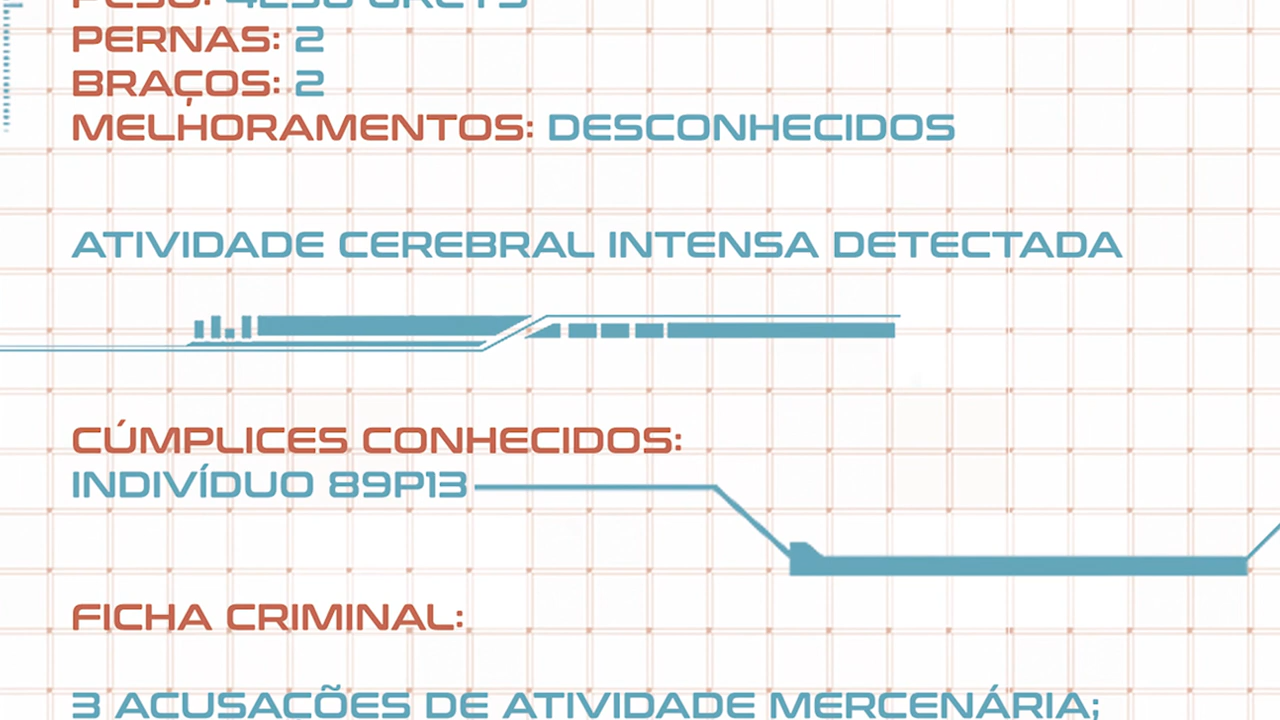 PERNAS: 2
BRAÇOS: 2
MELHORAMENTOS: DESCONHECIDOS
ATIVIDADE CEREBRAL INTENSA DETECTADA
CÚMPLICES CONHECIDOS:
INDIVÍDUO 89P13
FICHA CRIMINAL:
3 ACUSAÇÕES DE ATIVIDADE MERCENÁRIA;